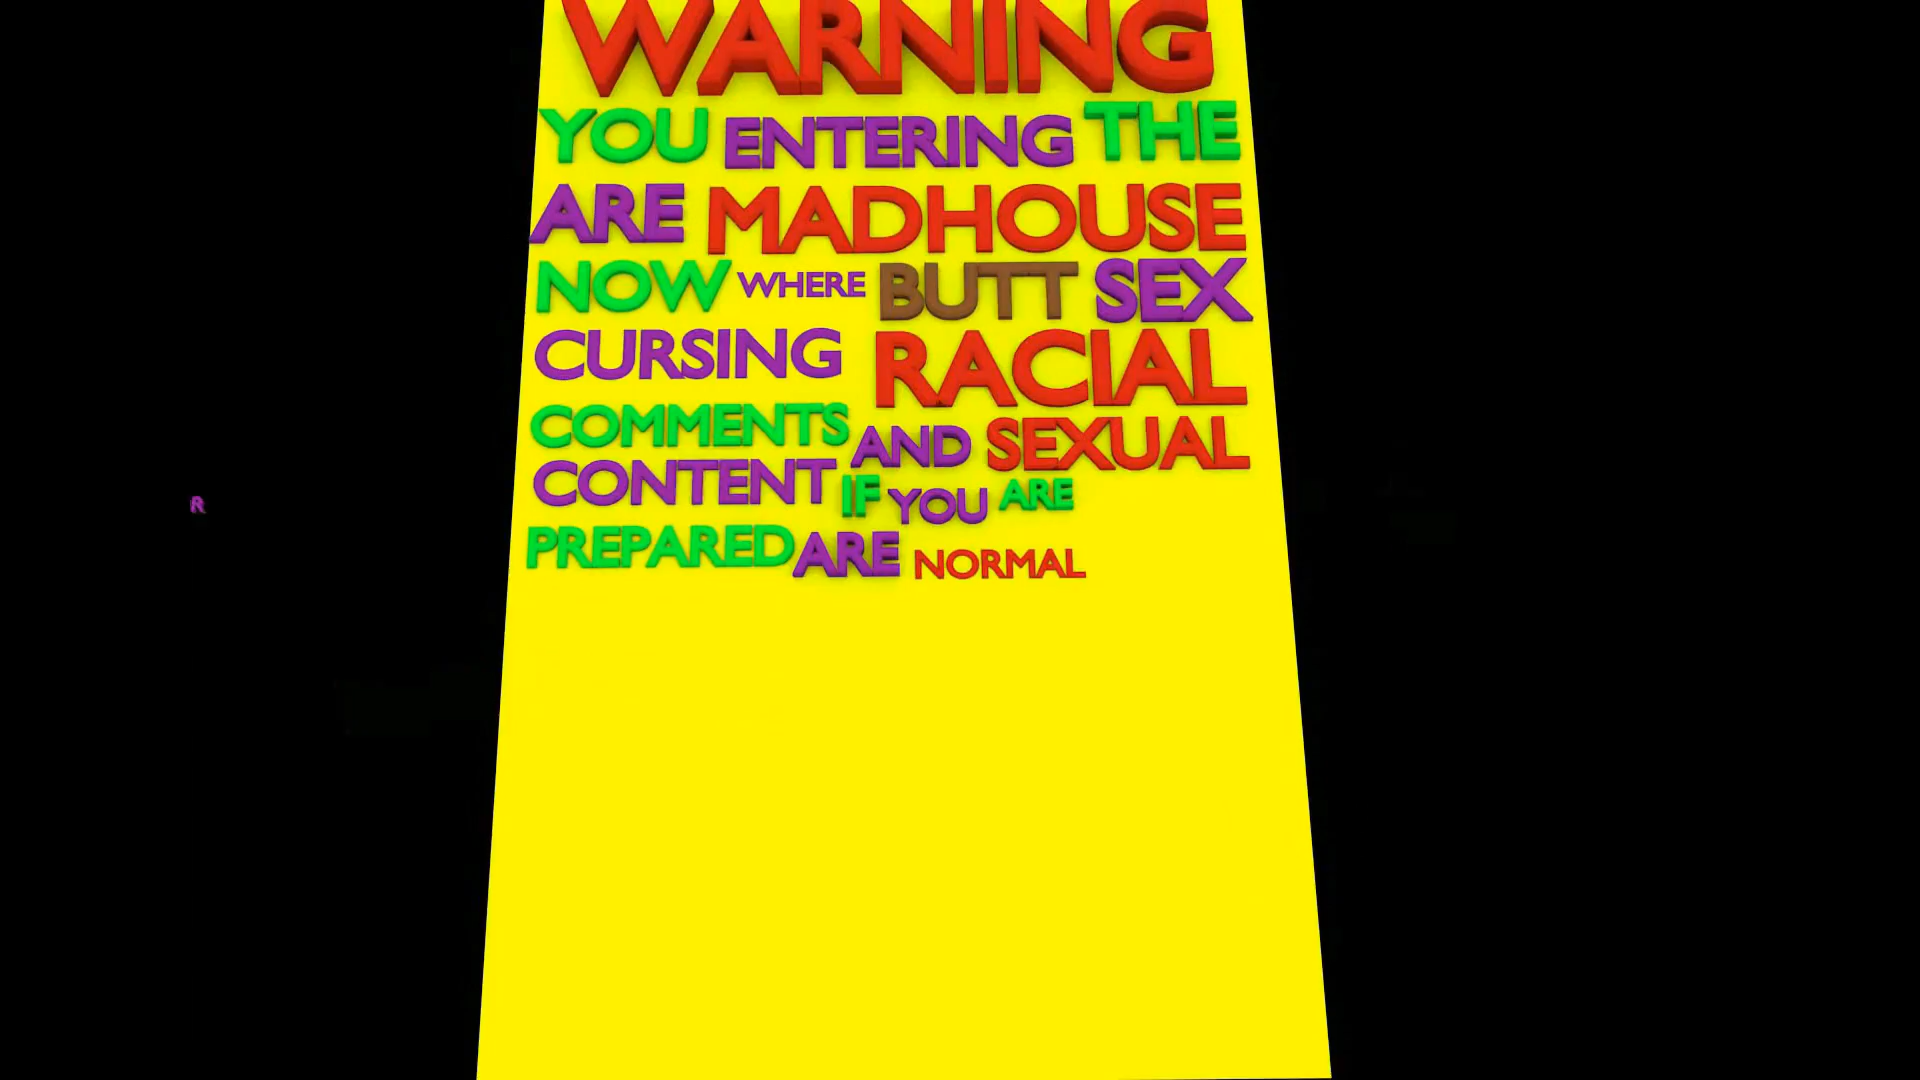 WARNING
YOU ENTERING THE
ARE MADHOUSE
NOW WHERE BUTT SEX
CURSING RACIAL
COMMENTS AND SEXUAL
CONTENT IF YOU ARE
PREPARED ARE NORMAL
R